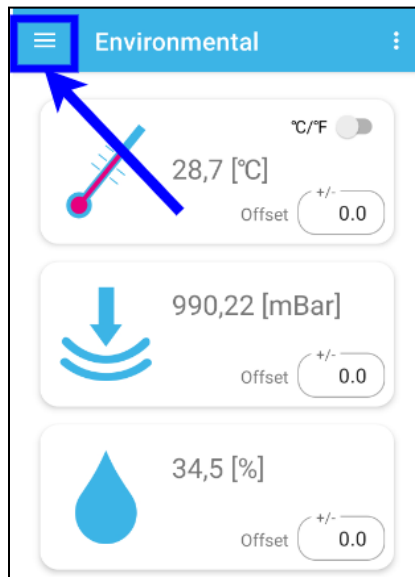 Environmental
°C/°F
28,7 [°C]
+/-
Offset 0.0
990,22 [mBar]
+/-
Offset 0.0
34,5 [%]
+/-
Offset 0.0